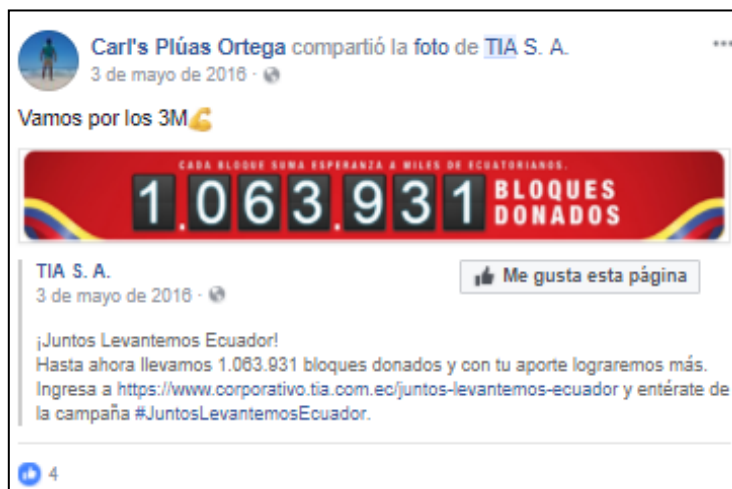 Carl's Plúas Ortega compartió la foto de TIA S. A.
3 de mayo de 2016 ·
Vamos por los 3M💪
CADA BLOQUE SUMA ESPERANZA A MILES DE ECUATORIANOS.
1.063.931 BLOQUES DONADOS
TIA S. A.
3 de mayo de 2016 ·
Me gusta esta página
¡Juntos Levantemos Ecuador!
Hasta ahora llevamos 1.063.931 bloques donados y con tu aporte lograremos más.
Ingresa a https://www.corporativo.tia.com.ec/juntos-levantemos-ecuador y entérate de
la campaña #JuntosLevantemosEcuador.
4